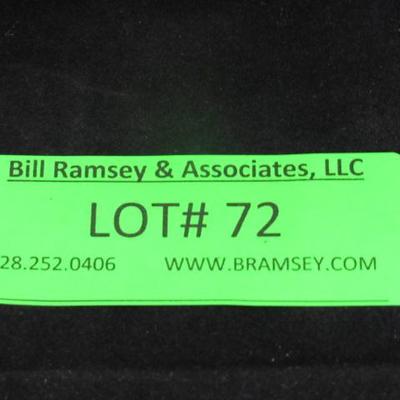 Bill Ramsey & Associates, LLC
LOT# 72
28.252.0406 WWW.BRAMSEY.COM